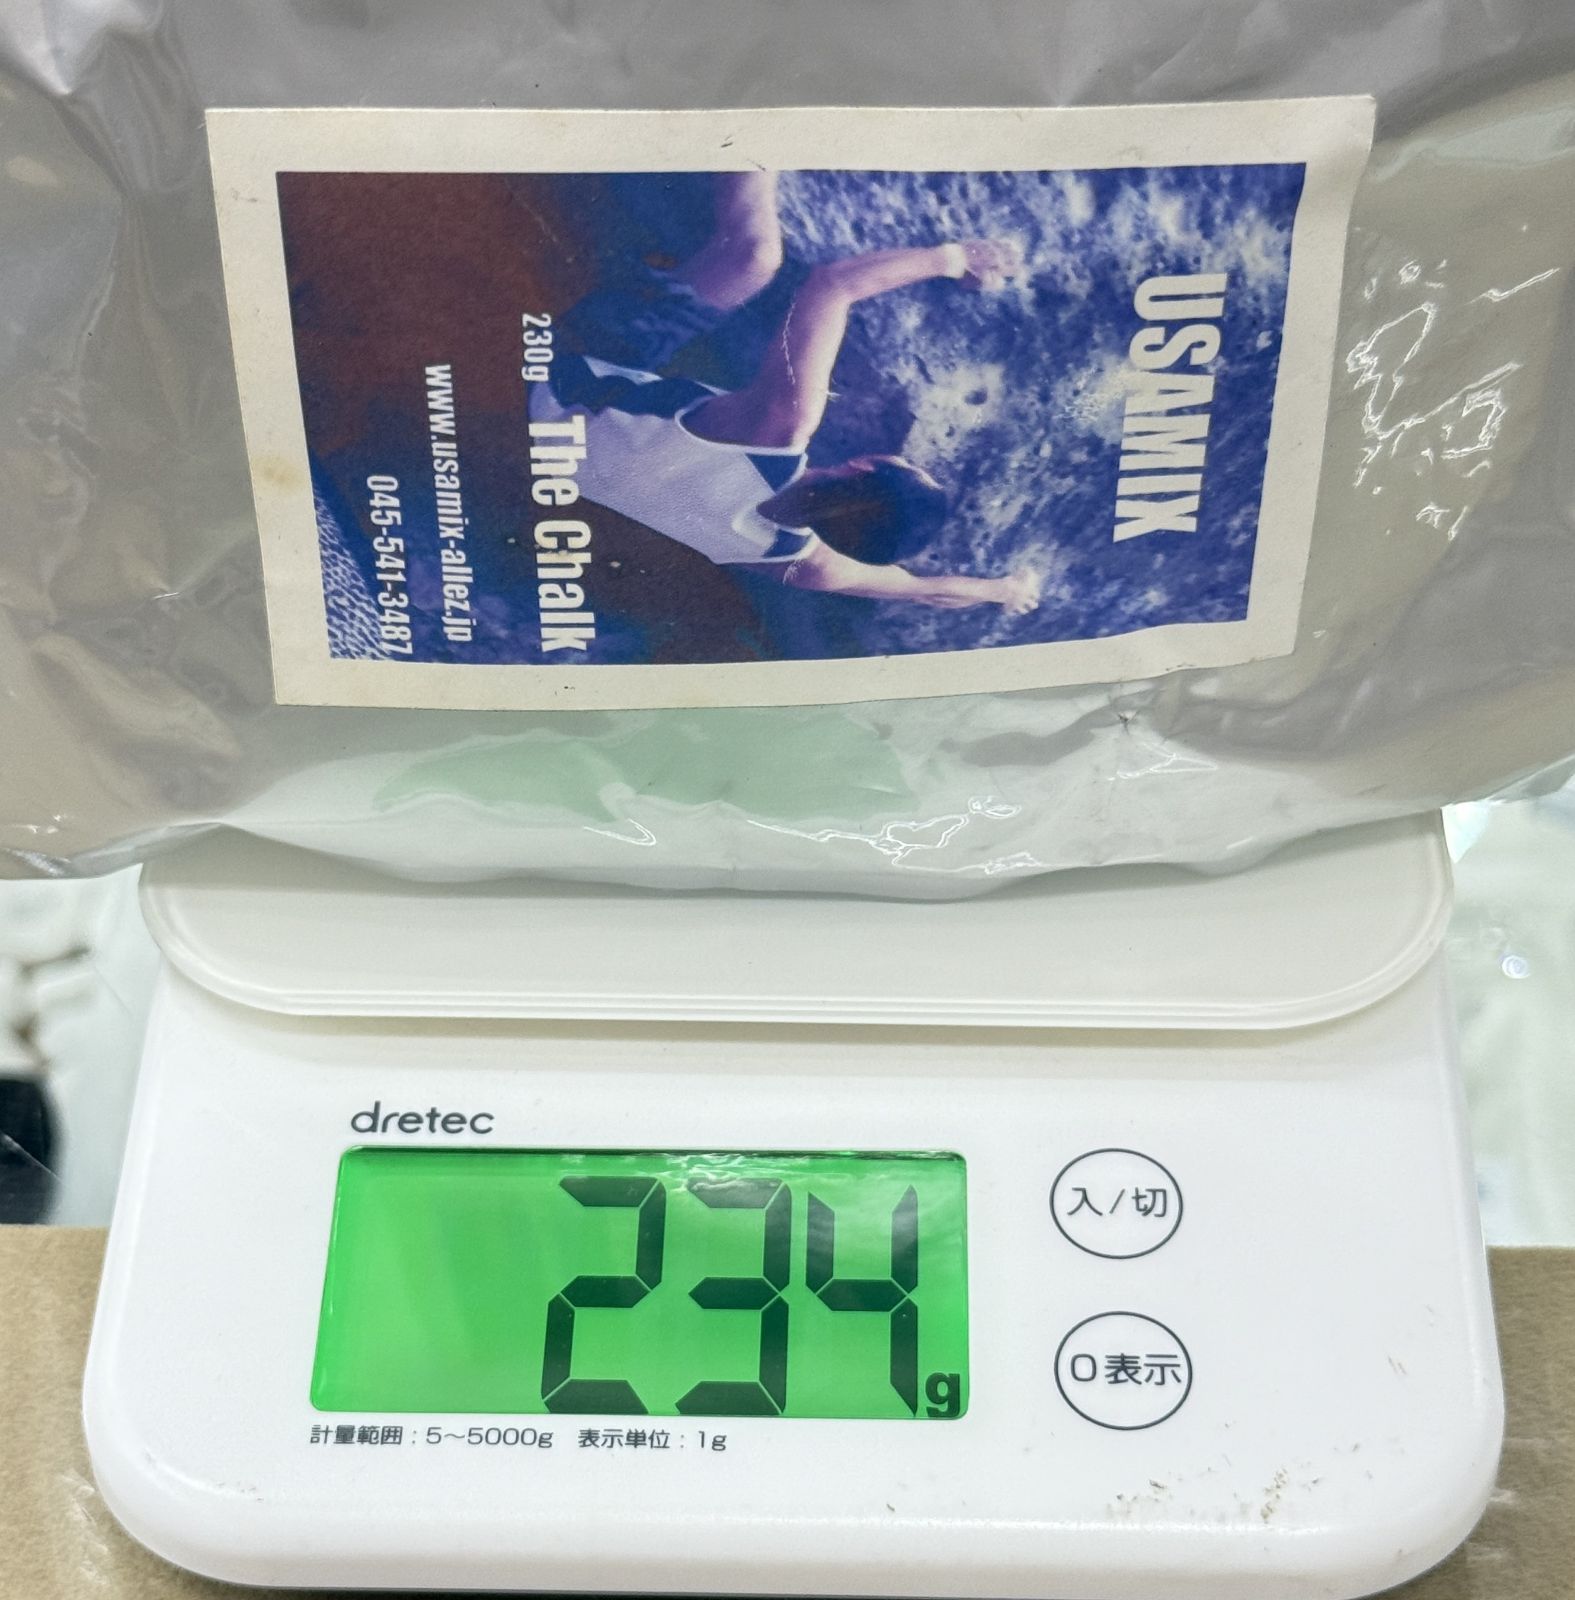 USAMIX
230g The Chalk
www.usamix-allez.jp
045-541-3487
dretec
234g
入/切
0表示
計量範囲:5～5000g 表示単位:1g